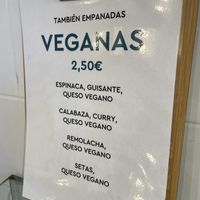 TAMBIÉN EMPANADAS
VEGANAS
2,50€
ESPINACA, GUISANTE,
QUESO VEGANO
CALABAZA, CURRY,
QUESO VEGANO
REMOLACHA,
QUESO VEGANO
SETAS,
QUESO VEGANO